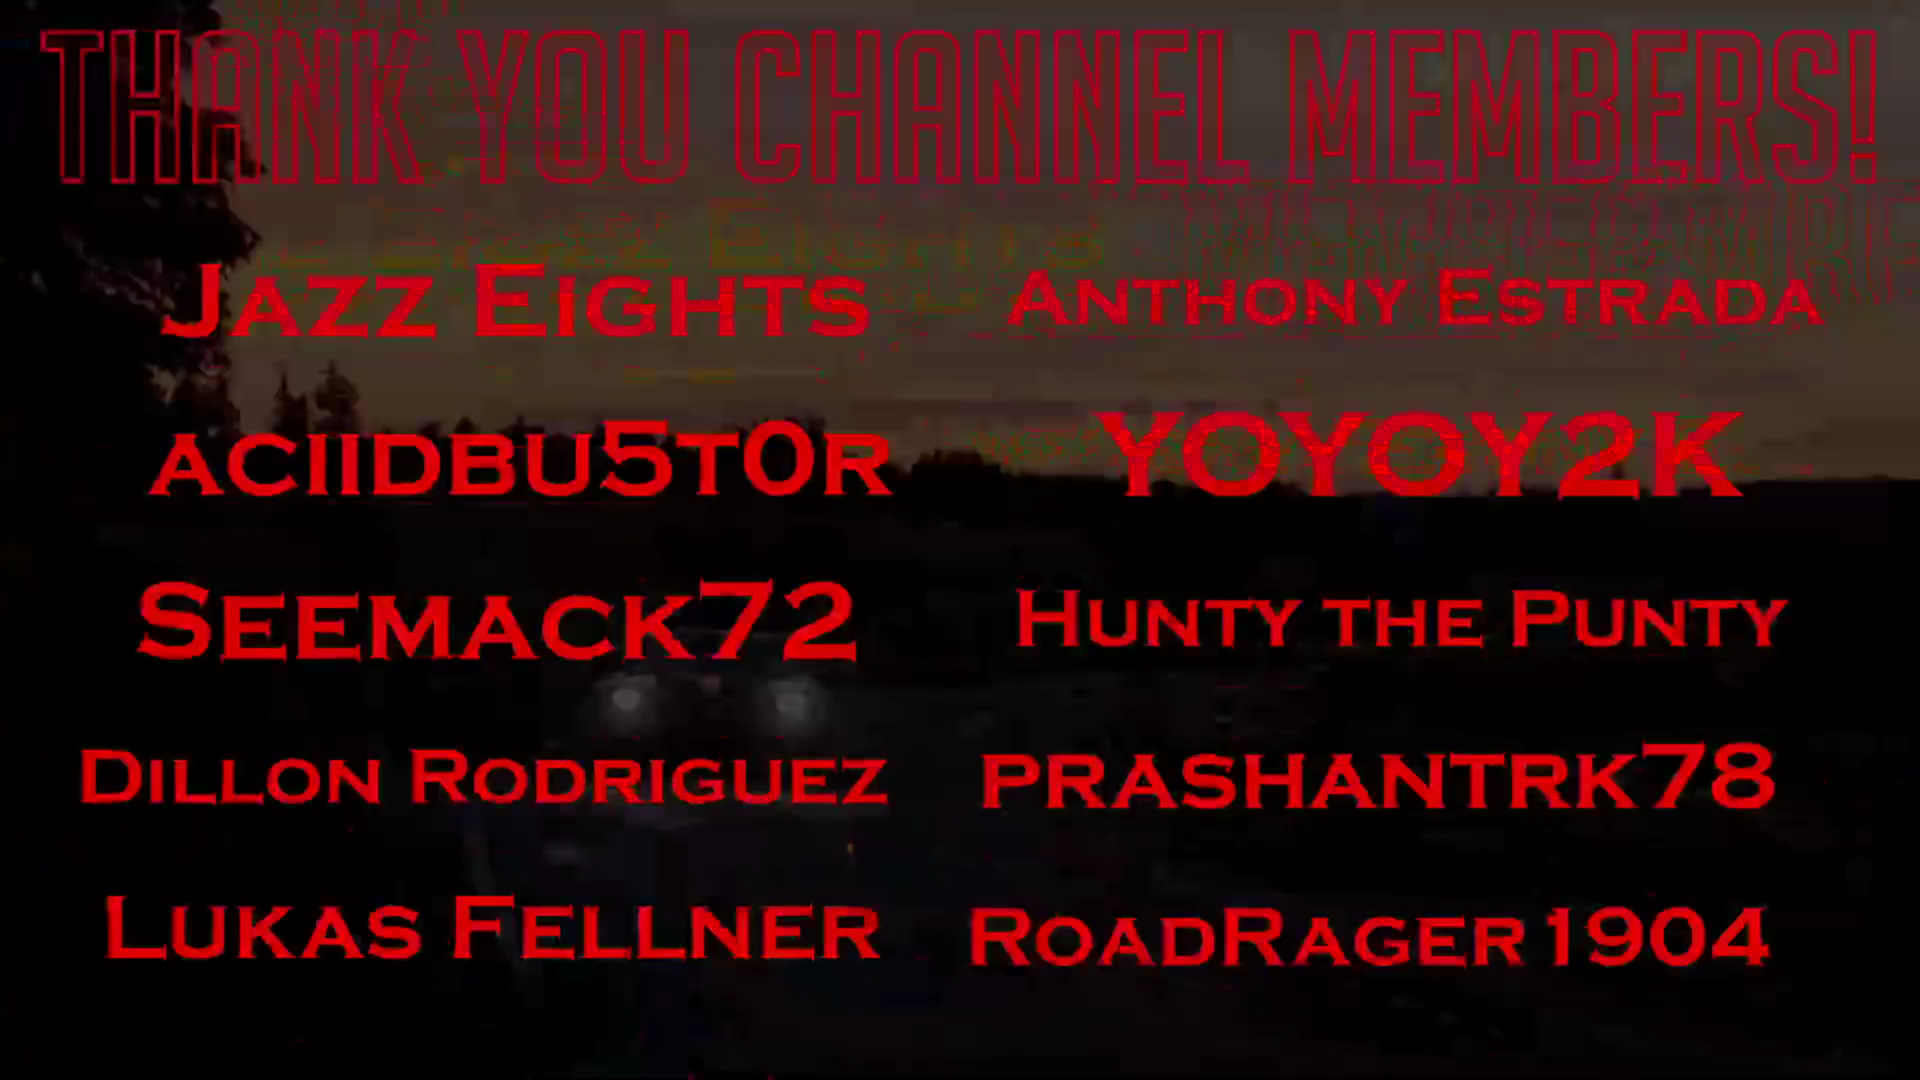 THANK YOU CHANNEL MEMBERS!
Jazz Eights
Anthony Estrada
aciidbu5t0r
YOYOY2K
Seemack72
Hunty the Punty
Dillon Rodriguez
prashantrk78
Lukas Fellner
RoadRager1904